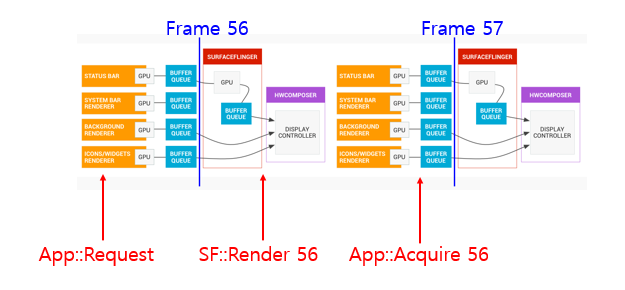 Frame 56
Frame 57
SURFACEFLINGER
STATUS BAR
GPU
BUFFER
QUEUE
GPU
SYSTEM BAR
RENDERER
GPU
BUFFER
QUEUE
BUFFER
QUEUE
HWCOMPOSER
BACKGROUND
RENDERER
GPU
BUFFER
QUEUE
DISPLAY
CONTROLLER
ICONS/WIDGETS
RENDERER
GPU
BUFFER
QUEUE
SURFACEFLINGER
STATUS BAR
GPU
BUFFER
QUEUE
GPU
SYSTEM BAR
RENDERER
GPU
BUFFER
QUEUE
BUFFER
QUEUE
HWCOMPOSER
BACKGROUND
RENDERER
GPU
BUFFER
QUEUE
DISPLAY
CONTROLLER
ICONS/WIDGETS
RENDERER
GPU
BUFFER
QUEUE
App::Request
SF::Render 56
App::Acquire 56